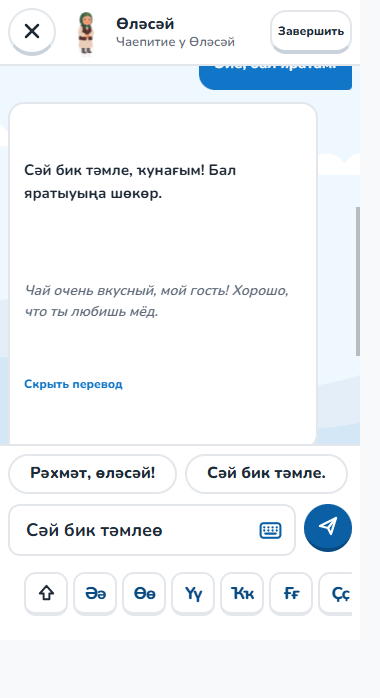 Өләсәй
Чаепитие у Өләсәй
Завершить
Сәй бик тәмле, ҡунағым! Бал
яратыуыңа шөкөр.
Чай очень вкусный, мой гость! Хорошо,
что ты любишь мёд.
Скрыть перевод
Рәхмәт, өләсәй!
Сәй бик тәмле.
Сәй бик тәмлеө
Әә Өө Үү Ҡҡ Ғғ Ҫҫ